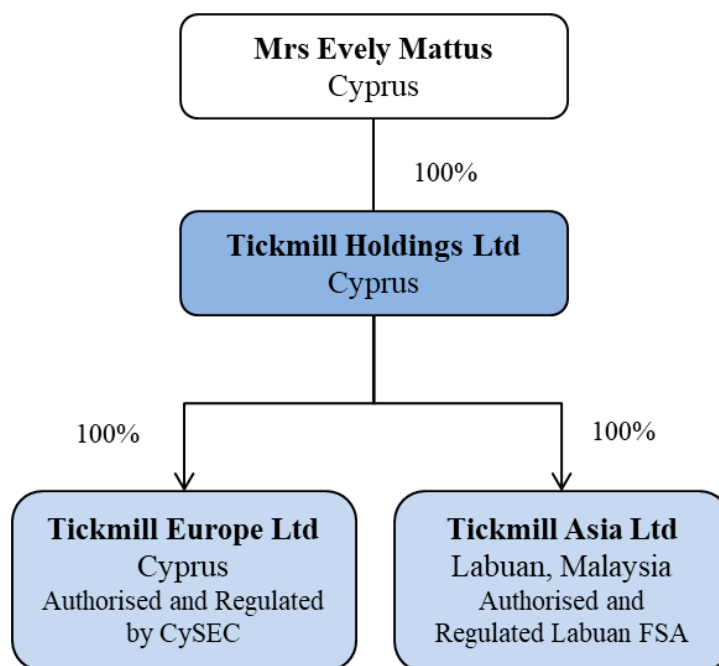 Mrs Evely Mattus
Cyprus
100%
Tickmill Holdings Ltd
Cyprus
100%
100%
Tickmill Europe Ltd
Cyprus
Authorised and Regulated
by CySEC
Tickmill Asia Ltd
Labuan, Malaysia
Authorised and
Regulated Labuan FSA